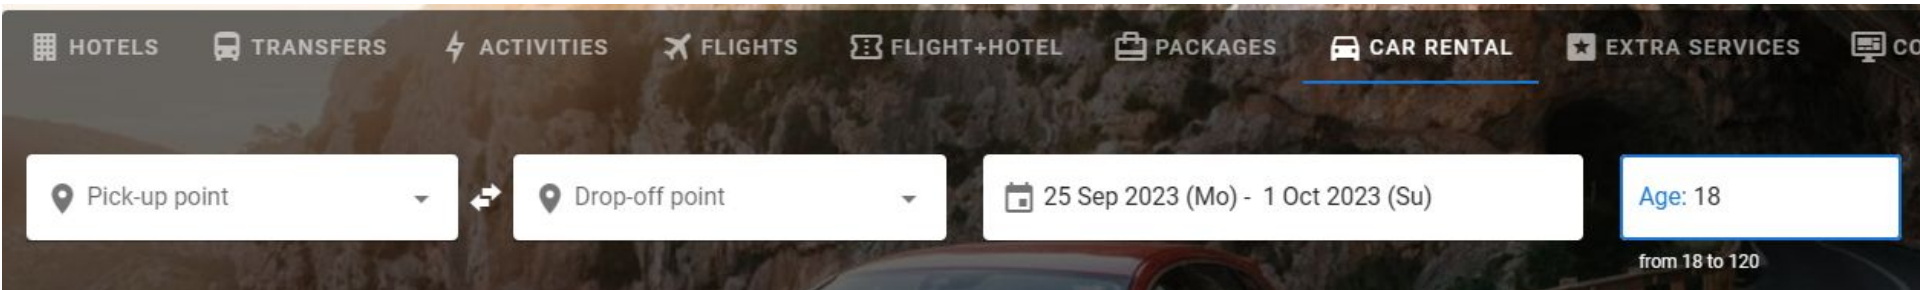 HOTELS TRANSFERS ACTIVITIES FLIGHTS FLIGHT+HOTEL PACKAGES CAR RENTAL EXTRA SERVICES CO
Pick-up point Drop-off point 25 Sep 2023 (Mo) - 1 Oct 2023 (Su) Age: 18
from 18 to 120